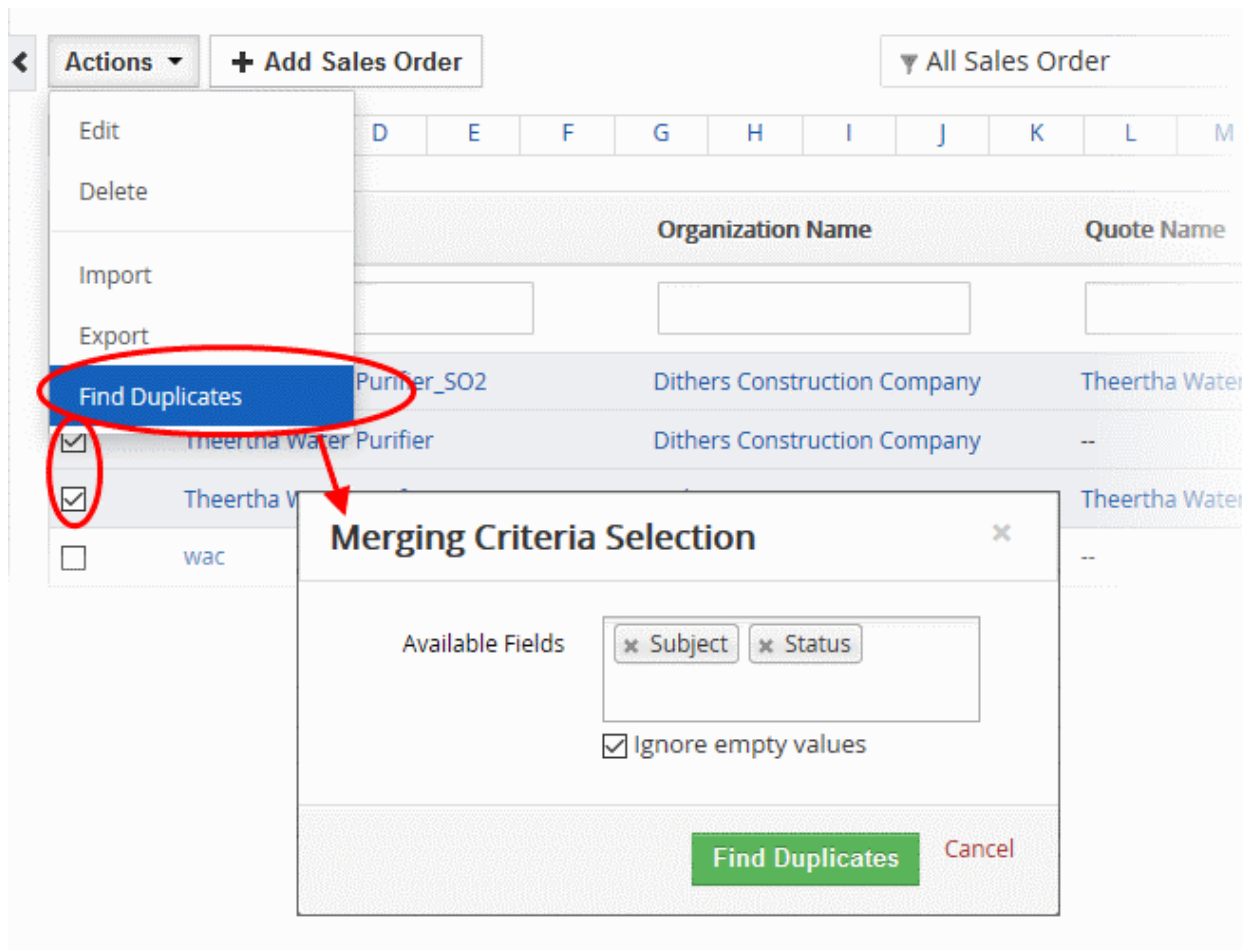 Actions + Add Sales Order All Sales Order
Edit
D E F G H I J K L M
Delete
Organization Name Quote Name
Import
Export
Find Duplicates
Purifier_SO2 Dithers Construction Company Theertha Water
Theertha Water Purifier Dithers Construction Company --
Theertha Theertha Water
wac --
Merging Criteria Selection ×
Available Fields × Subject × Status
Ignore empty values
Find Duplicates Cancel